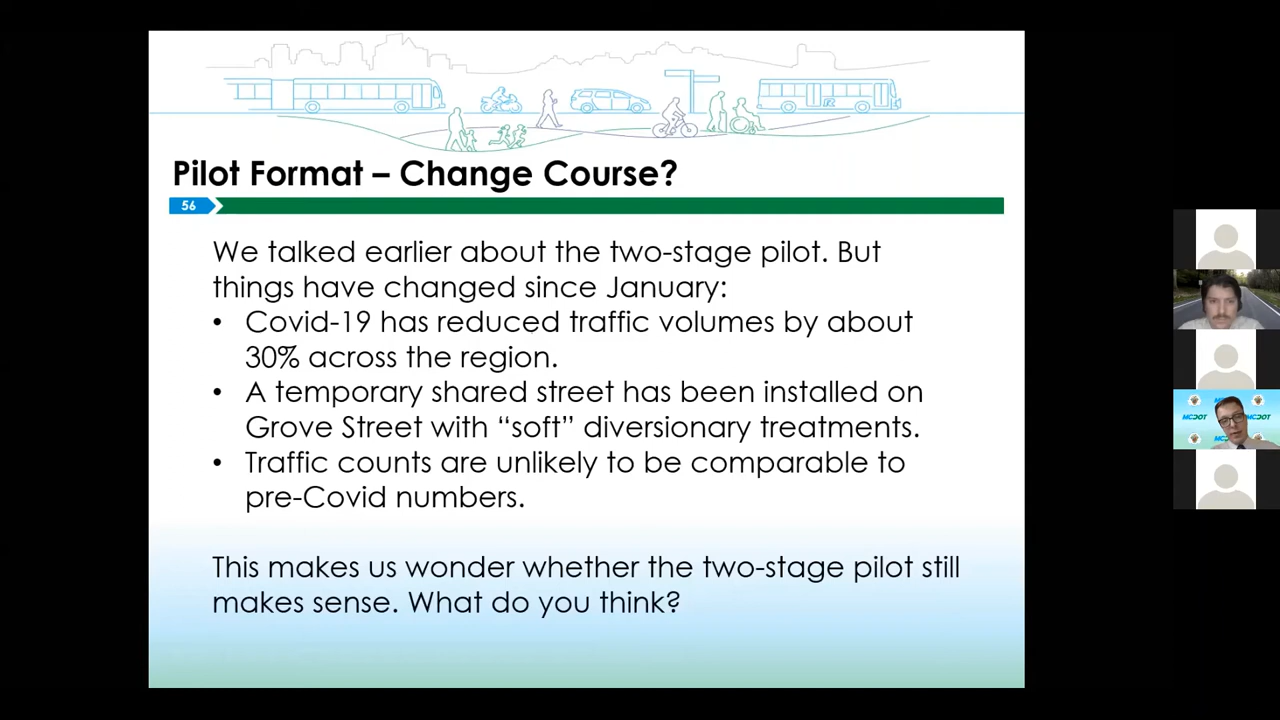 Pilot Format – Change Course?
56
We talked earlier about the two-stage pilot. But
things have changed since January:
• Covid-19 has reduced traffic volumes by about
30% across the region.
• A temporary shared street has been installed on
Grove Street with “soft” diversionary treatments.
• Traffic counts are unlikely to be comparable to
pre-Covid numbers.
This makes us wonder whether the two-stage pilot still
makes sense. What do you think?
MCDOT
MCDOT